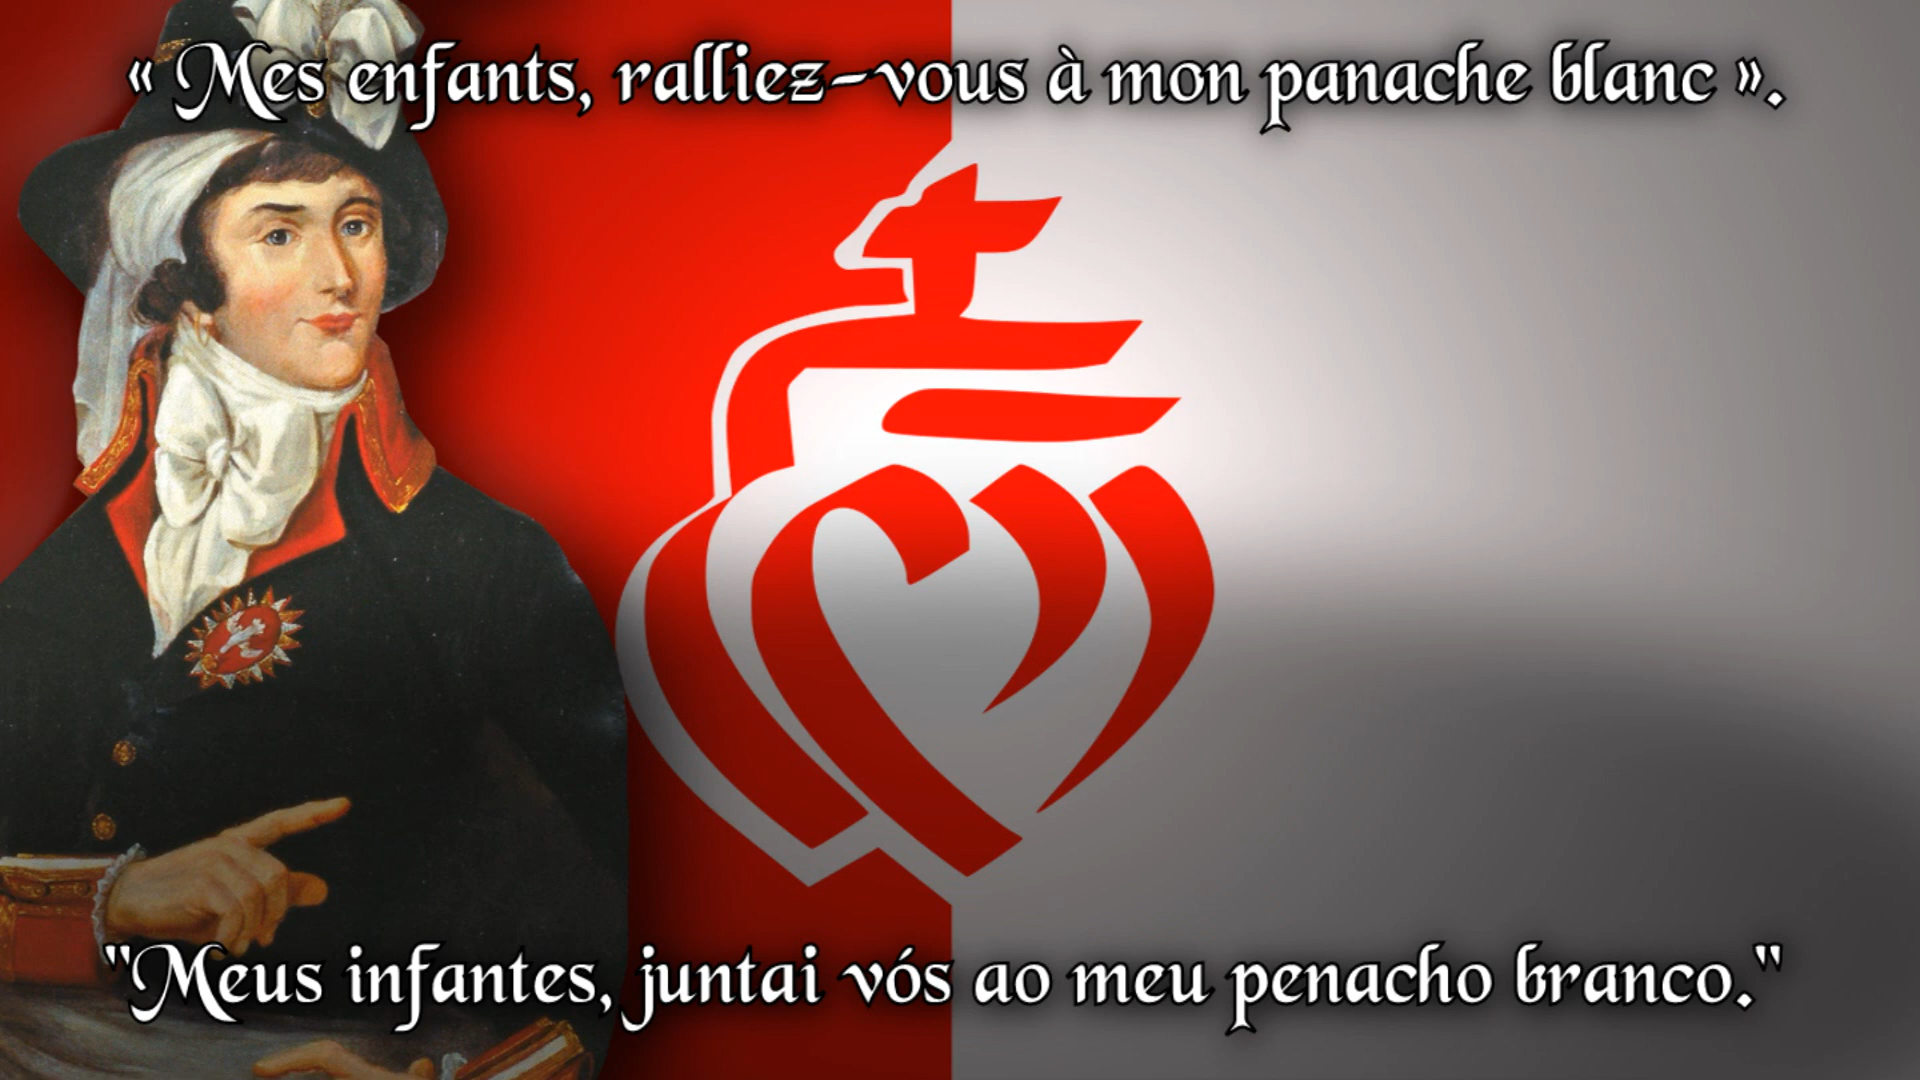 « Mes enfants, ralliez-vous à mon panache blanc ».
"Meus infantes, juntai vós ao meu penacho branco."